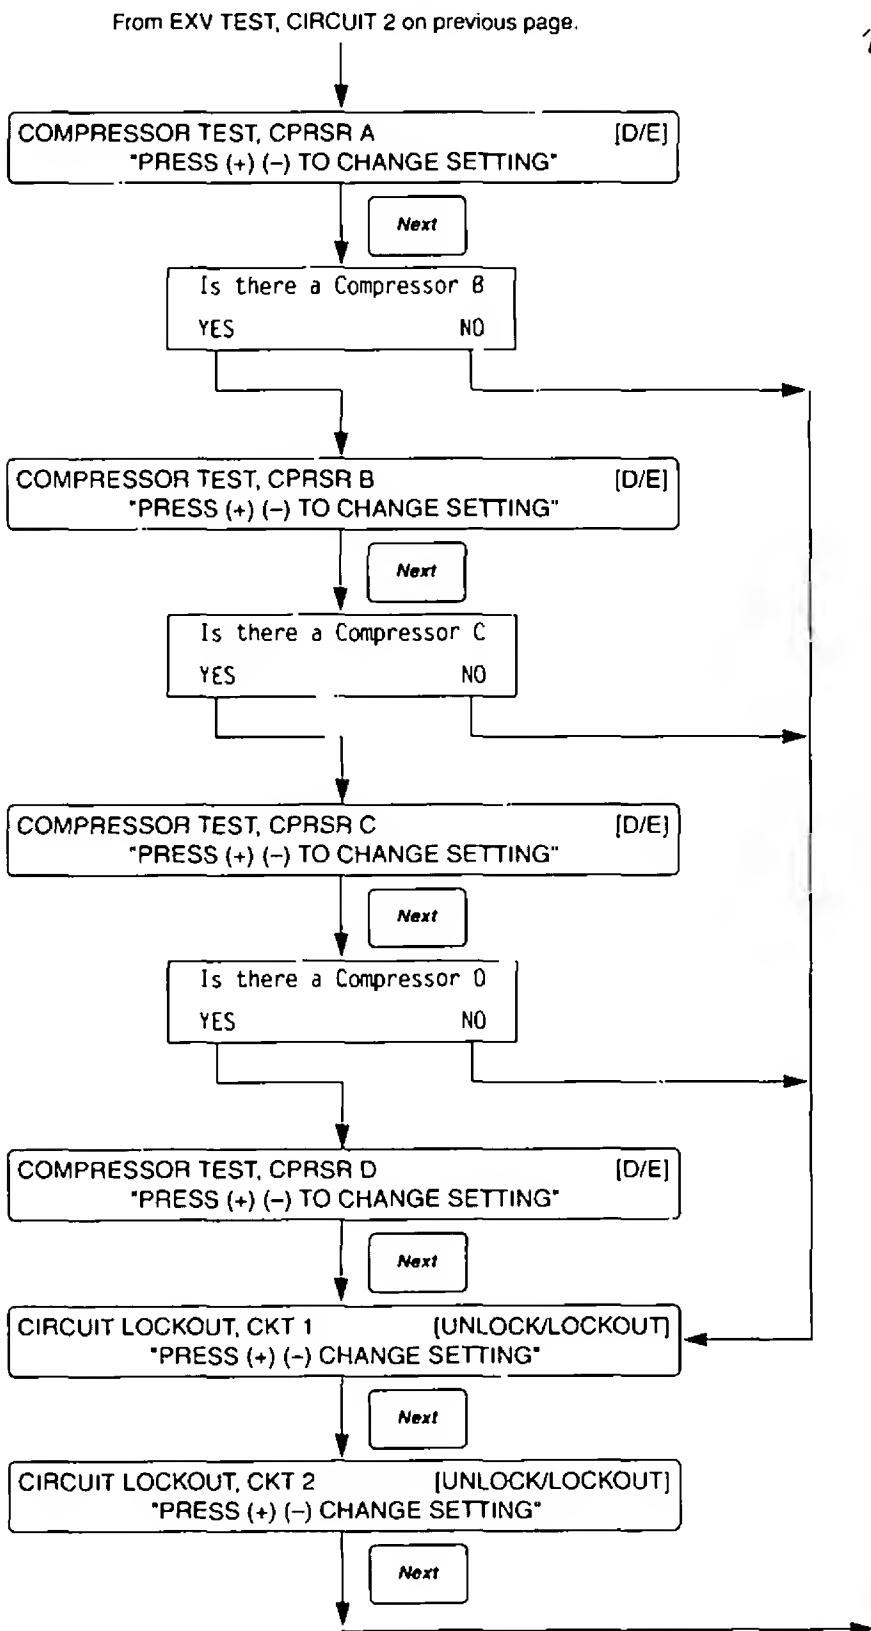 From EXV TEST, CIRCUIT 2 on previous page.
COMPRESSOR TEST, CPRSR A [D/E]
"PRESS (+) (–) TO CHANGE SETTING"
Next
Is there a Compressor B
YES NO
COMPRESSOR TEST, CPRSR B [D/E]
"PRESS (+) (–) TO CHANGE SETTING"
Next
Is there a Compressor C
YES NO
COMPRESSOR TEST, CPRSR C [D/E]
"PRESS (+) (–) TO CHANGE SETTING"
Next
Is there a Compressor D
YES NO
COMPRESSOR TEST, CPRSR D [D/E]
"PRESS (+) (–) TO CHANGE SETTING"
Next
CIRCUIT LOCKOUT, CKT 1 [UNLOCK/LOCKOUT]
"PRESS (+) (–) CHANGE SETTING"
Next
CIRCUIT LOCKOUT, CKT 2 [UNLOCK/LOCKOUT]
"PRESS (+) (–) CHANGE SETTING"
Next